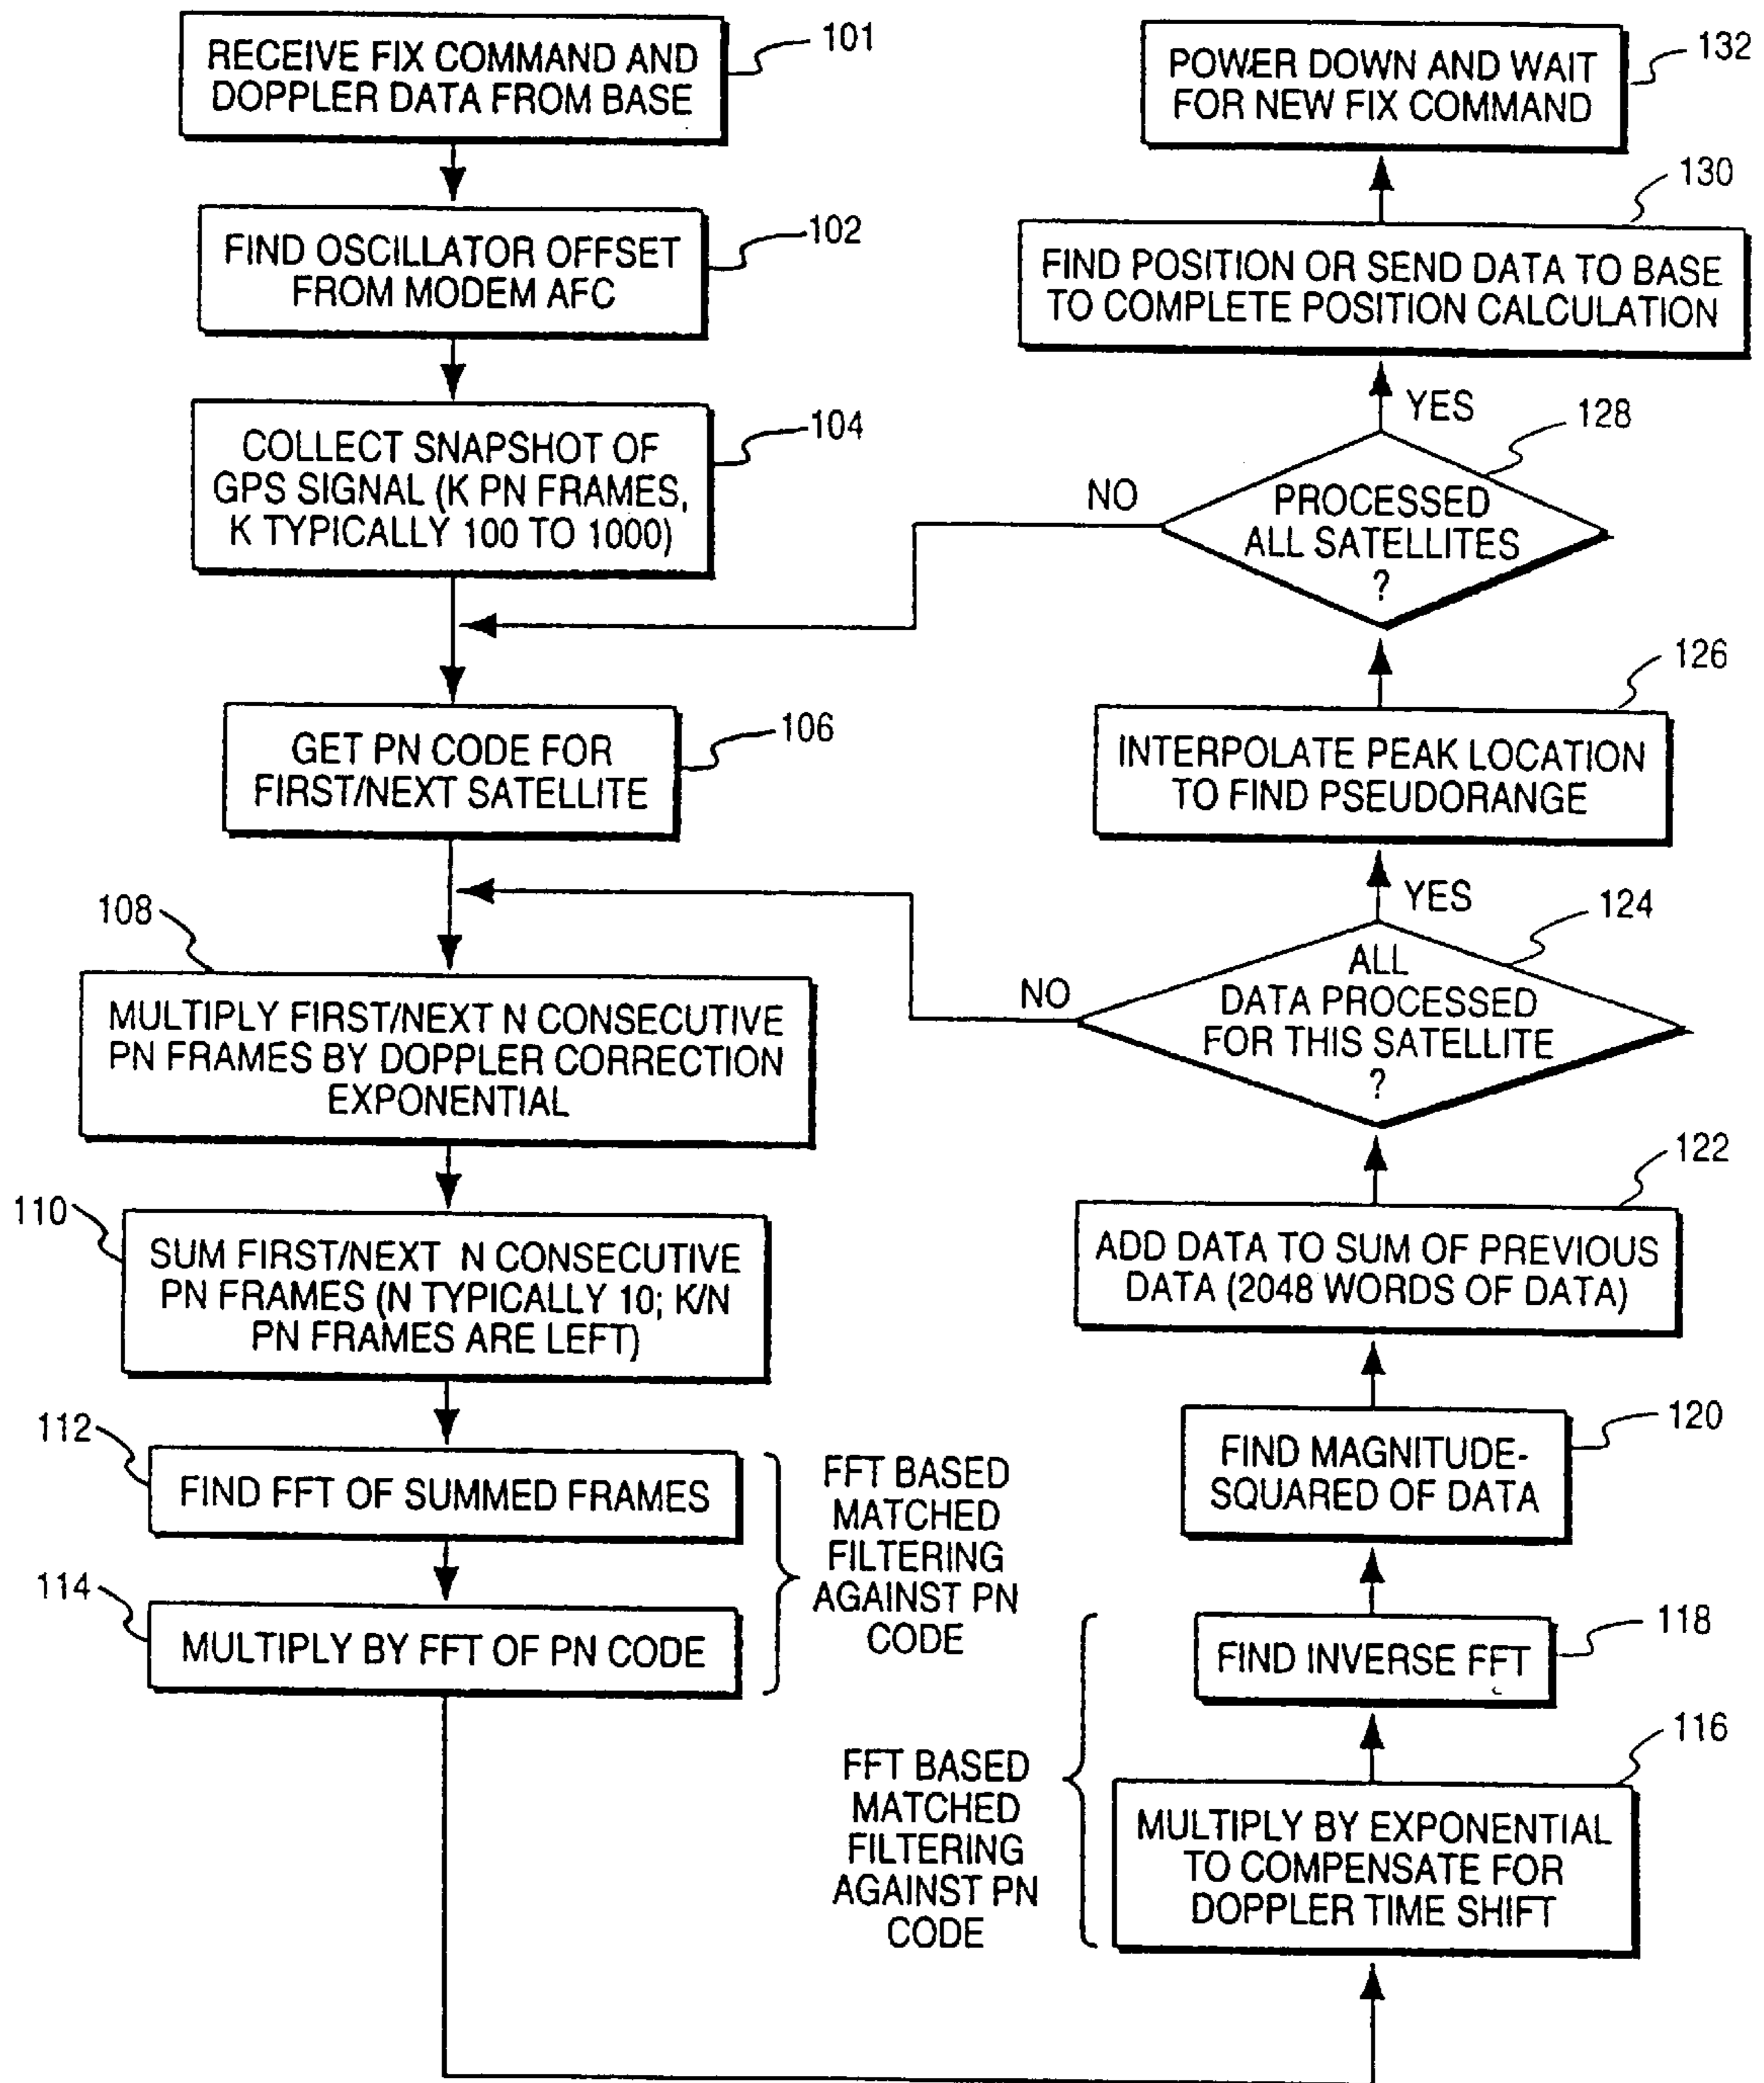 101
RECEIVE FIX COMMAND AND
DOPPLER DATA FROM BASE
102
FIND OSCILLATOR OFFSET
FROM MODEM AFC
104
COLLECT SNAPSHOT OF
GPS SIGNAL (K PN FRAMES,
K TYPICALLY 100 TO 1000)
106
GET PN CODE FOR
FIRST/NEXT SATELLITE
108
MULTIPLY FIRST/NEXT N CONSECUTIVE
PN FRAMES BY DOPPLER CORRECTION
EXPONENTIAL
110
SUM FIRST/NEXT N CONSECUTIVE
PN FRAMES (N TYPICALLY 10; K/N
PN FRAMES ARE LEFT)
112
FIND FFT OF SUMMED FRAMES
114
MULTIPLY BY FFT OF PN CODE
FFT BASED
MATCHED
FILTERING
AGAINST PN
CODE
116
MULTIPLY BY EXPONENTIAL
TO COMPENSATE FOR
DOPPLER TIME SHIFT
118
FIND INVERSE FFT
FFT BASED
MATCHED
FILTERING
AGAINST PN
CODE
120
FIND MAGNITUDE-
SQUARED OF DATA
122
ADD DATA TO SUM OF PREVIOUS
DATA (2048 WORDS OF DATA)
124
ALL
DATA PROCESSED
FOR THIS SATELLITE
?
NO
YES
126
INTERPOLATE PEAK LOCATION
TO FIND PSEUDORANGE
128
PROCESSED
ALL SATELLITES
?
NO
YES
130
FIND POSITION OR SEND DATA TO BASE
TO COMPLETE POSITION CALCULATION
132
POWER DOWN AND WAIT
FOR NEW FIX COMMAND